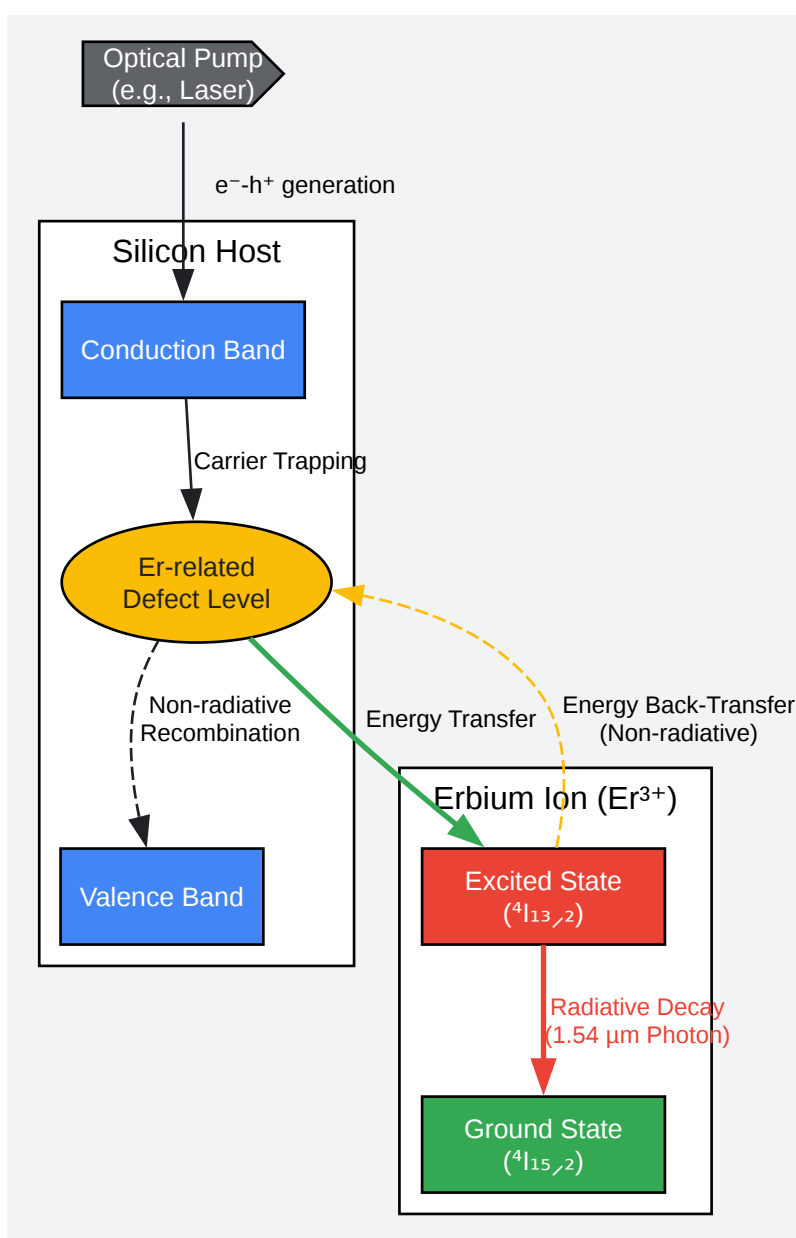 Optical Pump
(e.g., Laser)
e⁻-h⁺ generation
Silicon Host
Conduction Band
Carrier Trapping
Er-related
Defect Level
Non-radiative
Recombination
Energy Transfer
Energy Back-Transfer
(Non-radiative)
Erbium Ion (Er³⁺)
Valence Band
Excited State
(⁴I₁₃⸝₂)
Radiative Decay
(1.54 µm Photon)
Ground State
(⁴I₁₅⸝₂)